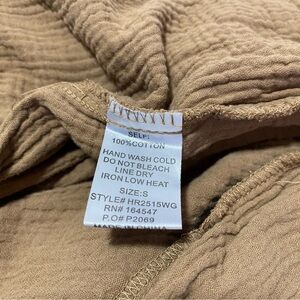 SELF:
100%COTTON
HAND WASH COLD
DO NOT BLEACH
LINE DRY
IRON LOW HEAT
SIZE:S
STYLE# HR2515WG
RN# 164547
P.O# P2069
MADE IN CHINA